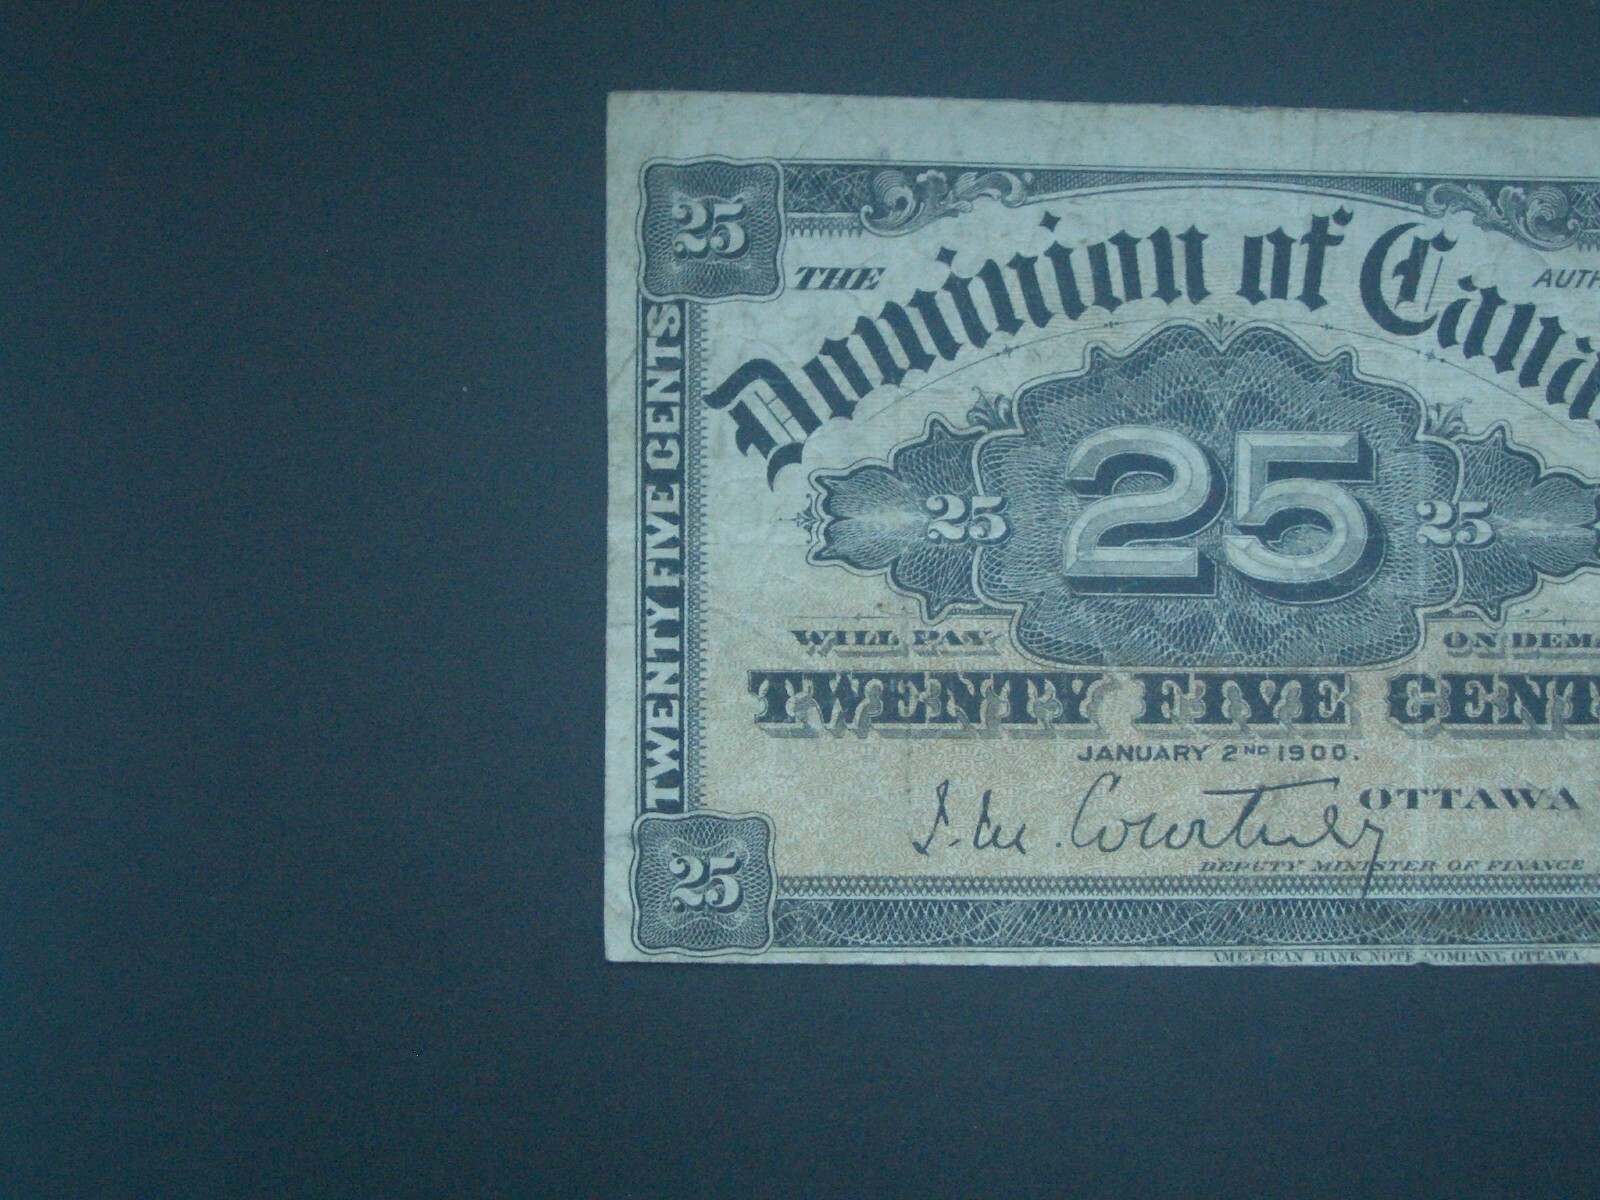 25
THE Dominion of Cana
AUTH
TWENTY FIVE CENTS
25 25 25
WILL PAY ON DEMA
TWENTY FIVE CENT
JANUARY 2ND 1900.
J. M. Courtney OTTAWA
DEPUTY MINISTER OF FINANCE
25
AMERICAN BANK NOTE COMPANY, OTTAWA.